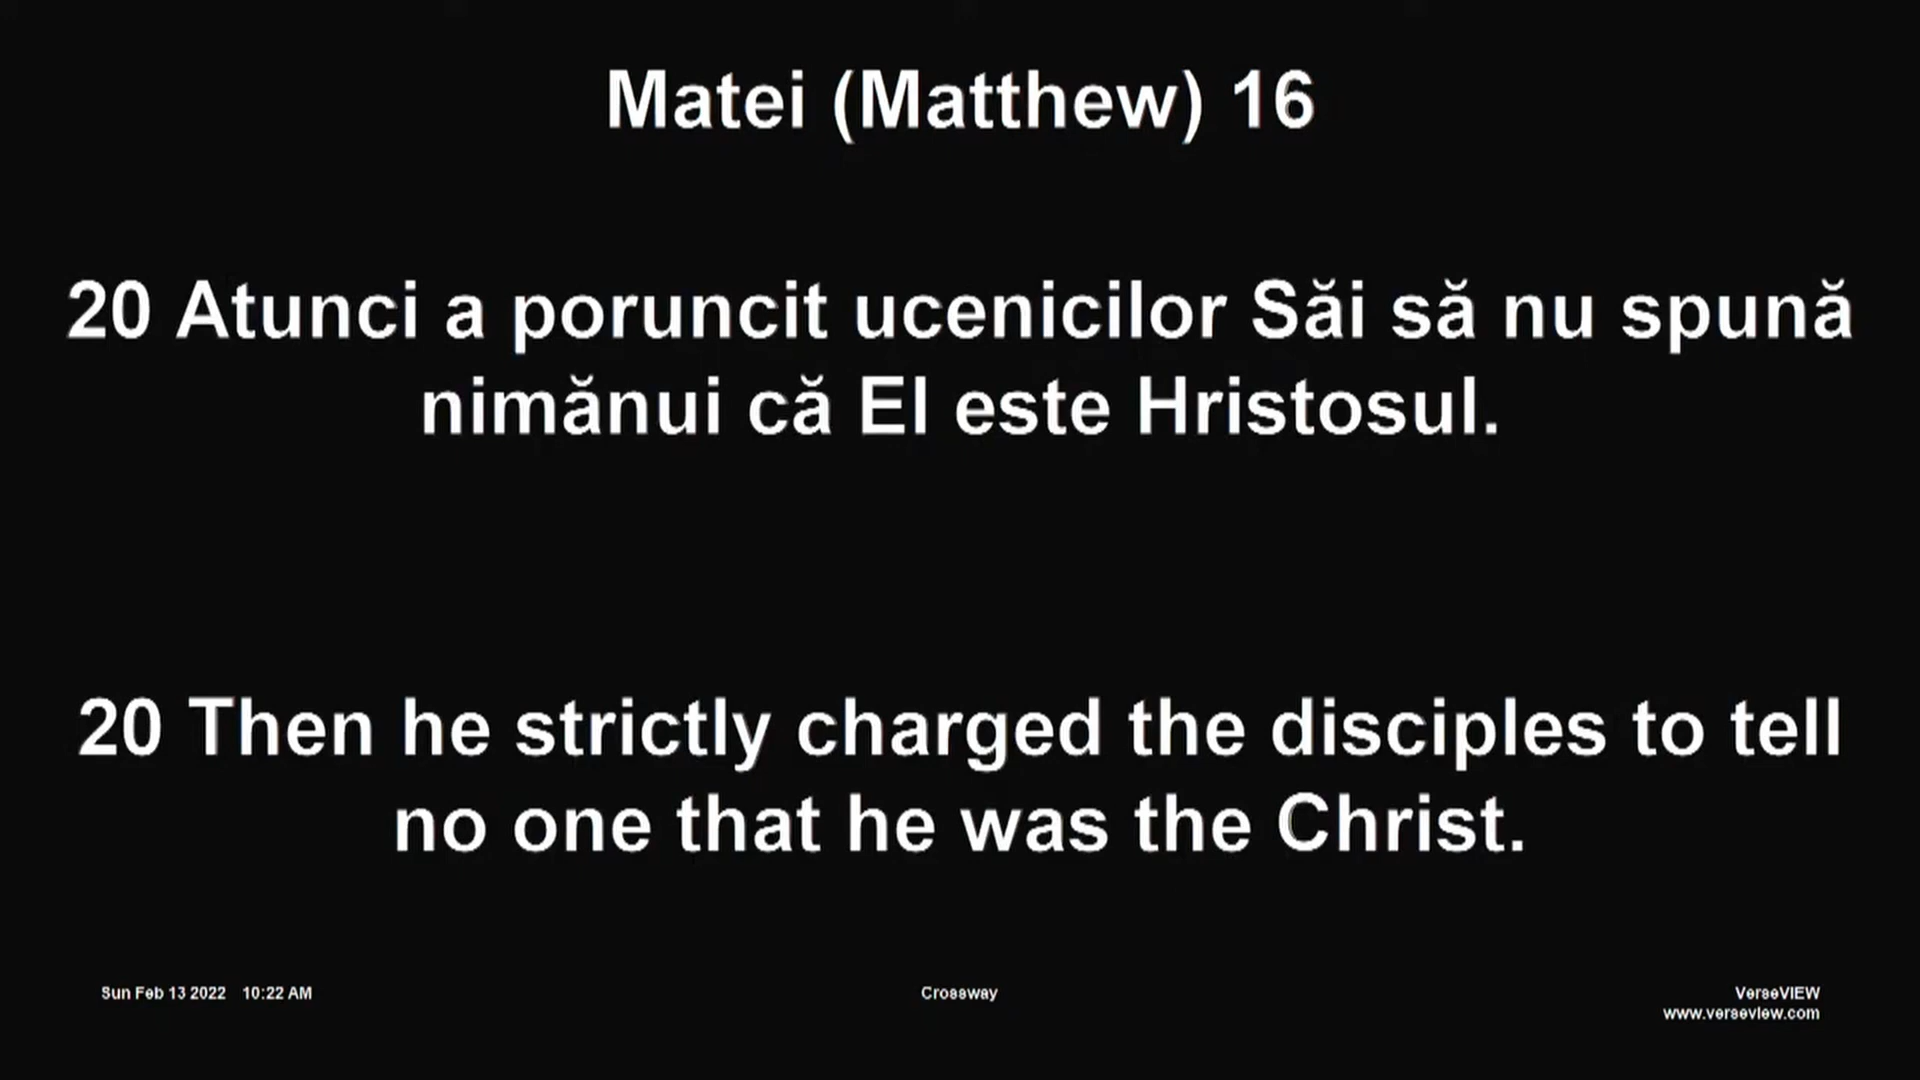 Matei (Matthew) 16
20 Atunci a poruncit ucenicilor Săi să nu spună
nimănui că El este Hristosul.
20 Then he strictly charged the disciples to tell
no one that he was the Christ.
Sun Feb 13 2022 10:22 AM
Crossway
VerseVIEW
www.verseview.com